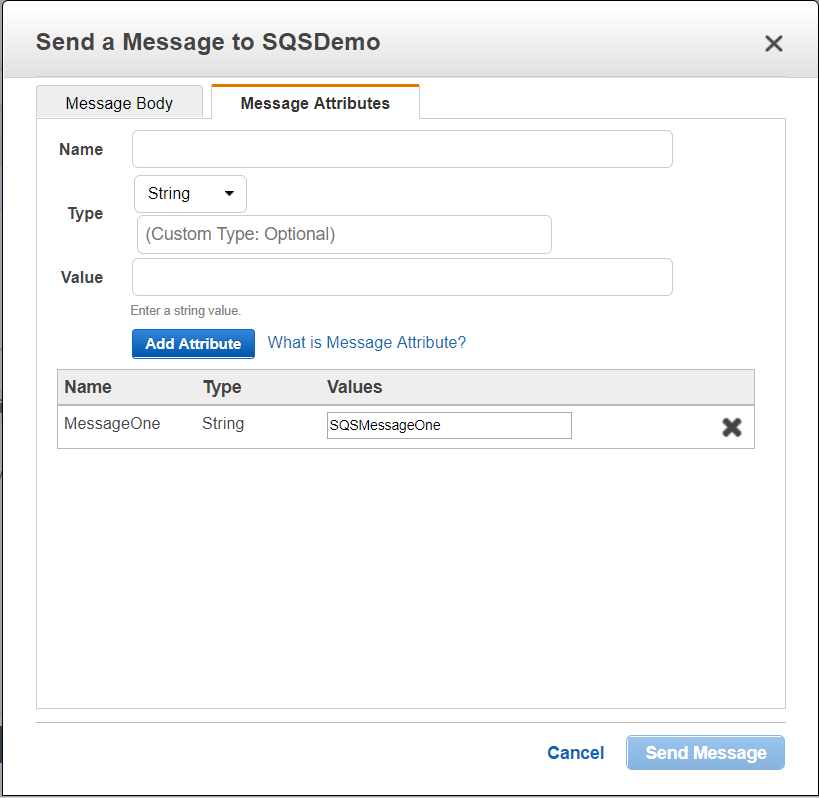 Send a Message to SQSDemo
Message Body Message Attributes
Name
String
Type
(Custom Type: Optional)
Value
Enter a string value.
Add Attribute What is Message Attribute?
Name Type Values
MessageOne String SQSMessageOne
Cancel Send Message